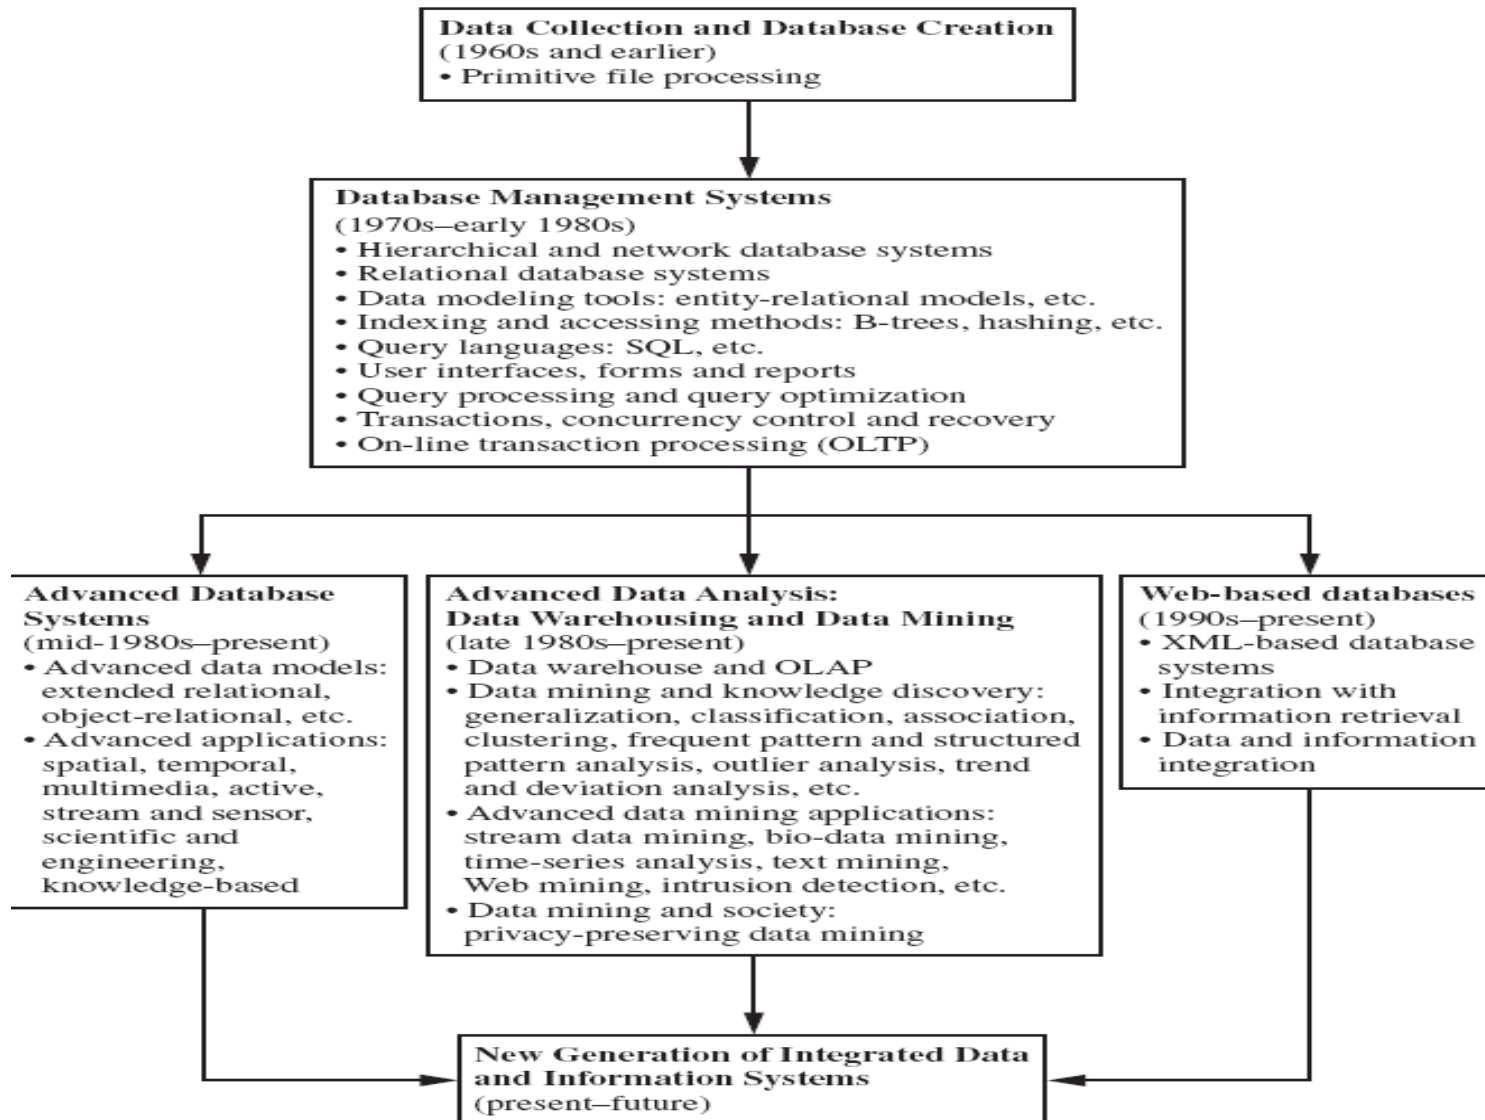 Data Collection and Database Creation
(1960s and earlier)
• Primitive file processing
Database Management Systems
(1970s–early 1980s)
• Hierarchical and network database systems
• Relational database systems
• Data modeling tools: entity-relational models, etc.
• Indexing and accessing methods: B-trees, hashing, etc.
• Query languages: SQL, etc.
• User interfaces, forms and reports
• Query processing and query optimization
• Transactions, concurrency control and recovery
• On-line transaction processing (OLTP)
Advanced Database
Systems
(mid-1980s–present)
• Advanced data models:
extended relational,
object-relational, etc.
• Advanced applications:
spatial, temporal,
multimedia, active,
stream and sensor,
scientific and
engineering,
knowledge-based
Advanced Data Analysis:
Data Warehousing and Data Mining
(late 1980s–present)
• Data warehouse and OLAP
• Data mining and knowledge discovery:
generalization, classification, association,
clustering, frequent pattern and structured
pattern analysis, outlier analysis, trend
and deviation analysis, etc.
• Advanced data mining applications:
stream data mining, bio-data mining,
time-series analysis, text mining,
Web mining, intrusion detection, etc.
• Data mining and society:
privacy-preserving data mining
Web-based databases
(1990s–present)
• XML-based database
systems
• Integration with
information retrieval
• Data and information
integration
New Generation of Integrated Data
and Information Systems
(present–future)